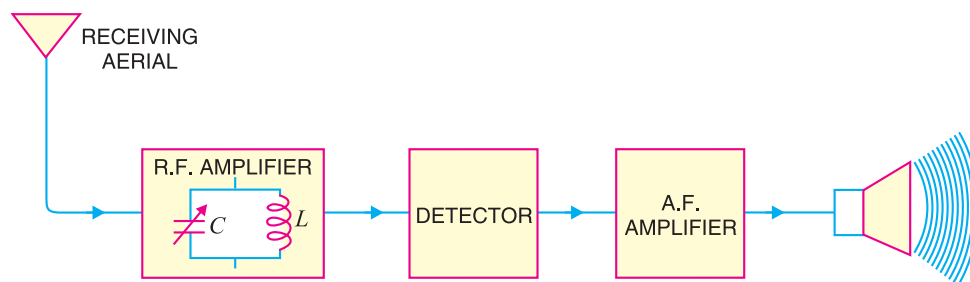 RECEIVING
AERIAL
R.F. AMPLIFIER
C
L
DETECTOR
A.F.
AMPLIFIER